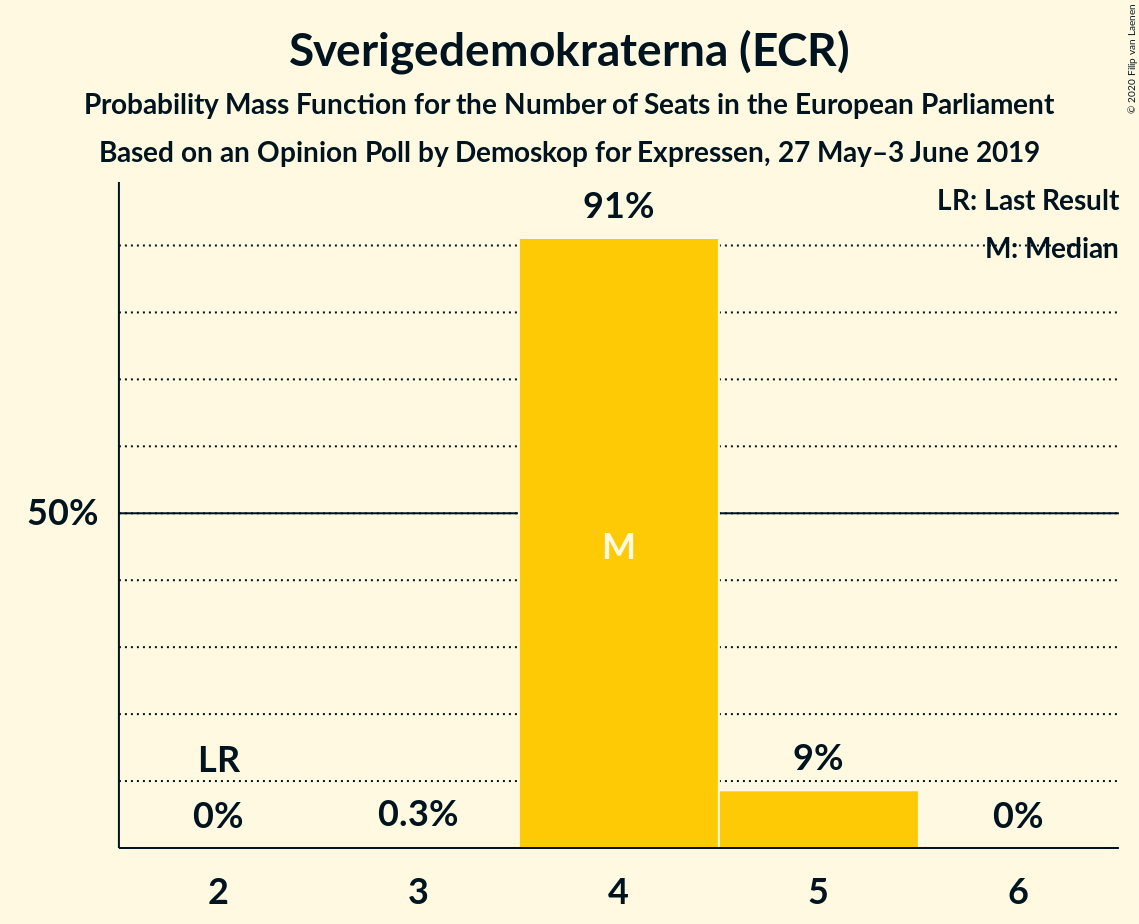 Sverigedemokraterna (ECR)
Probability Mass Function for the Number of Seats in the European Parliament
Based on an Opinion Poll by Demoskop for Expressen, 27 May–3 June 2019
© 2020 Filip van Laenen
LR: Last Result
M: Median
91%
50%
M
LR
0%
0.3%
9%
0%
2 3 4 5 6